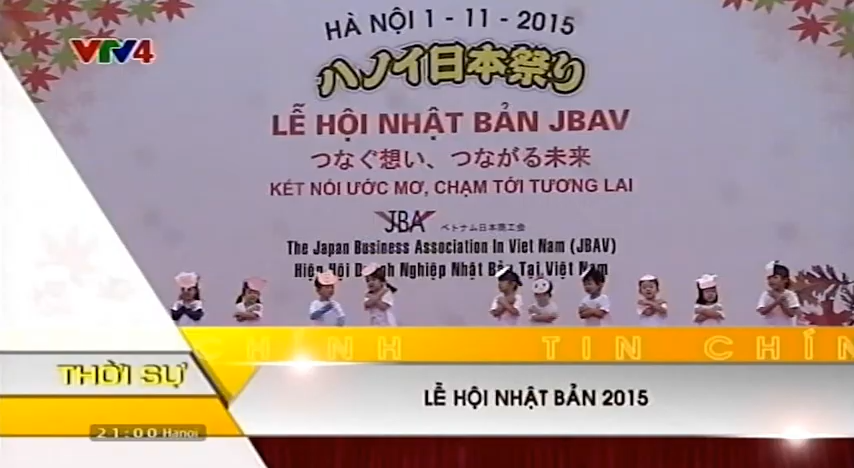 VTV4
HÀ NỘI 1 - 11 - 2015
ハノイ日本祭り
LỄ HỘI NHẬT BẢN JBAV
つなぐ想い、つながる未来
KẾT NỐI ƯỚC MƠ, CHẠM TỚI TƯƠNG LAI
JBA ベトナム日本商工会
The Japan Business Association In Viet Nam (JBAV)
Hiệp Hội Doanh Nghiệp Nhật Bản Tại Việt Nam
CHÍNH TIN CHÍN
THỜI SỰ
LỄ HỘI NHẬT BẢN 2015
21:00 Hanoi